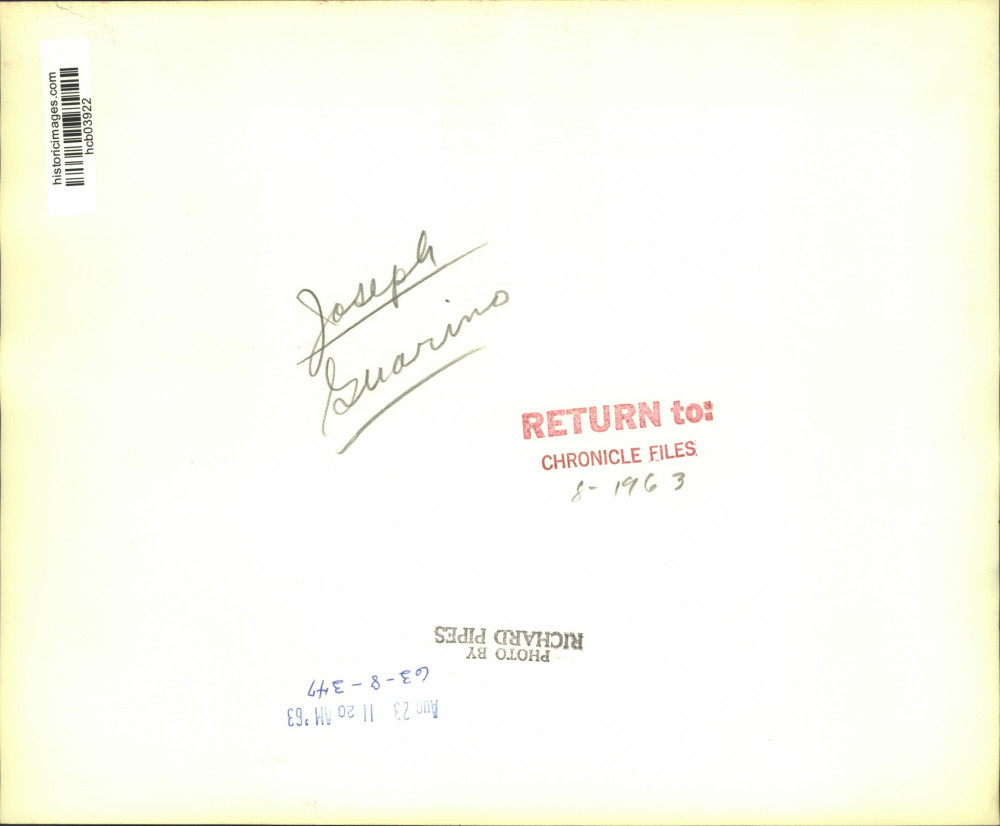 historicimages.com
hcb03922
Joseph
Guarino
RETURN to:
CHRONICLE FILES
8-1963
PHOTO BY
RICHARD PIPES
AUG 23 11 20 AM '63
63-8-347